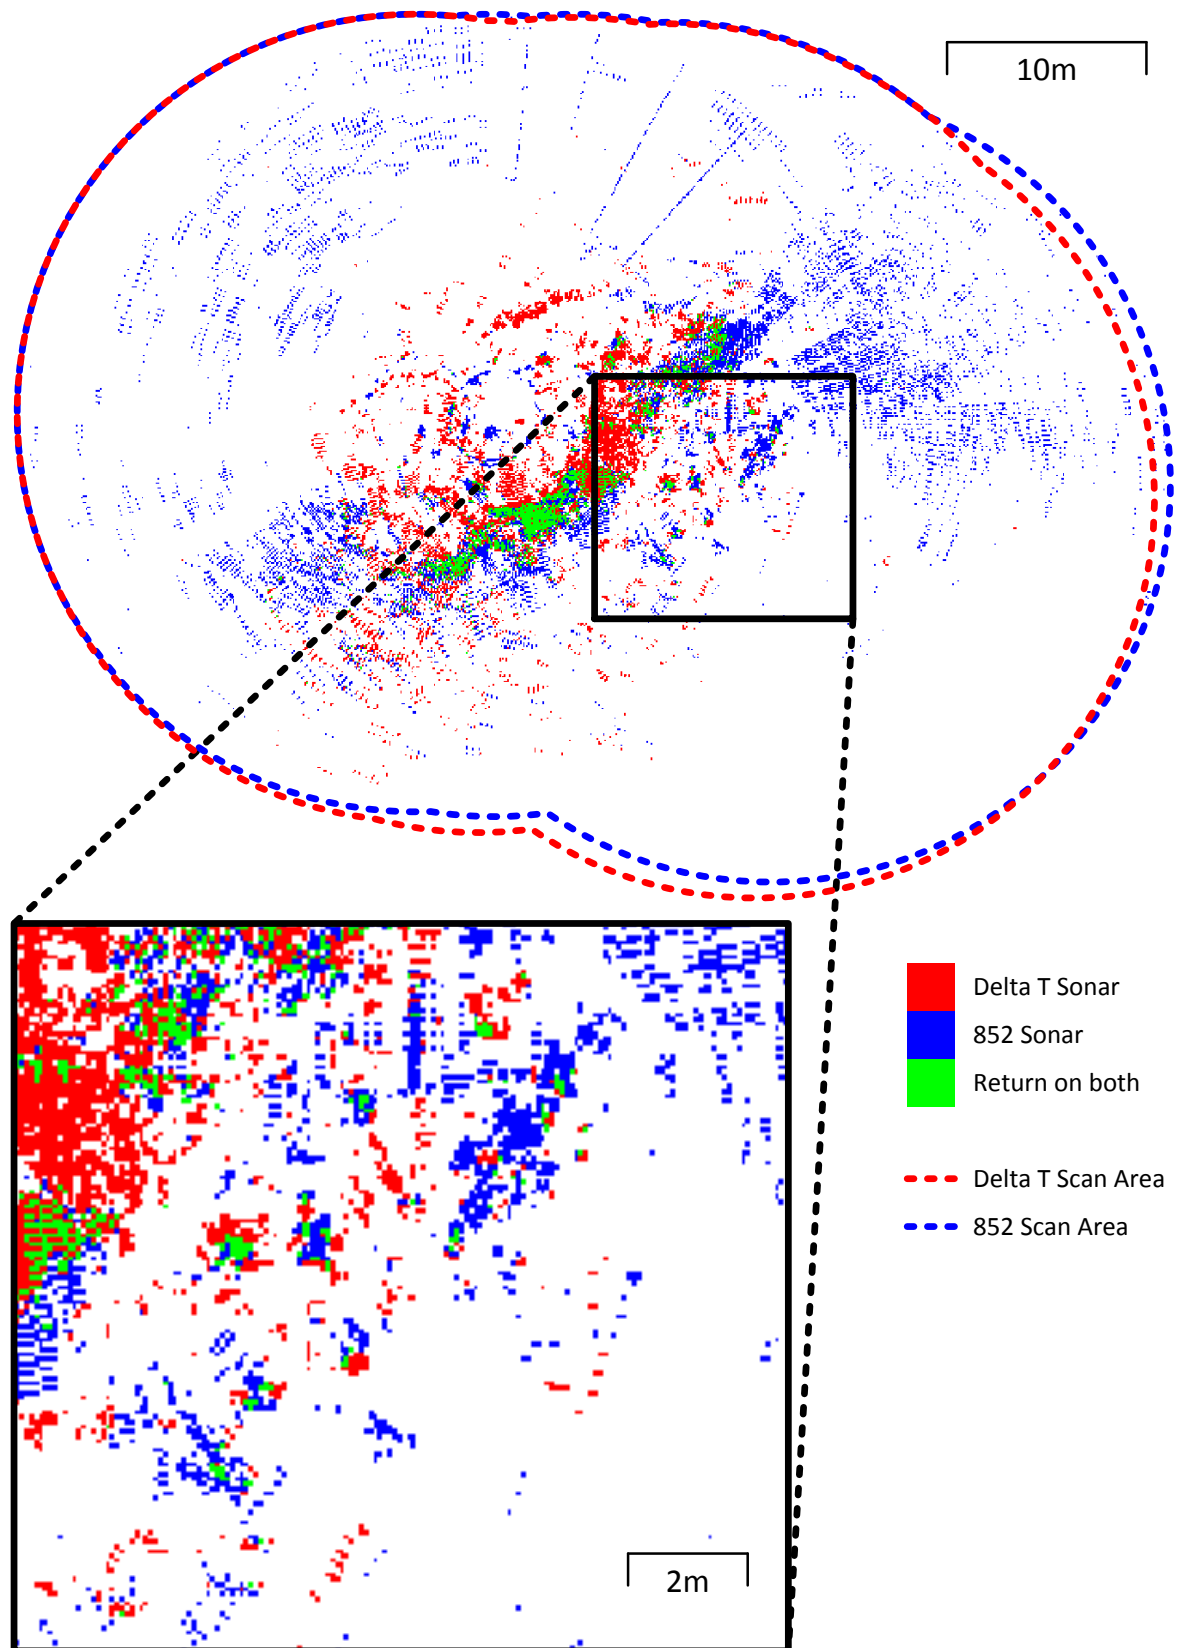 10m
Delta T Sonar
852 Sonar
Return on both
Delta T Scan Area
852 Scan Area
2m